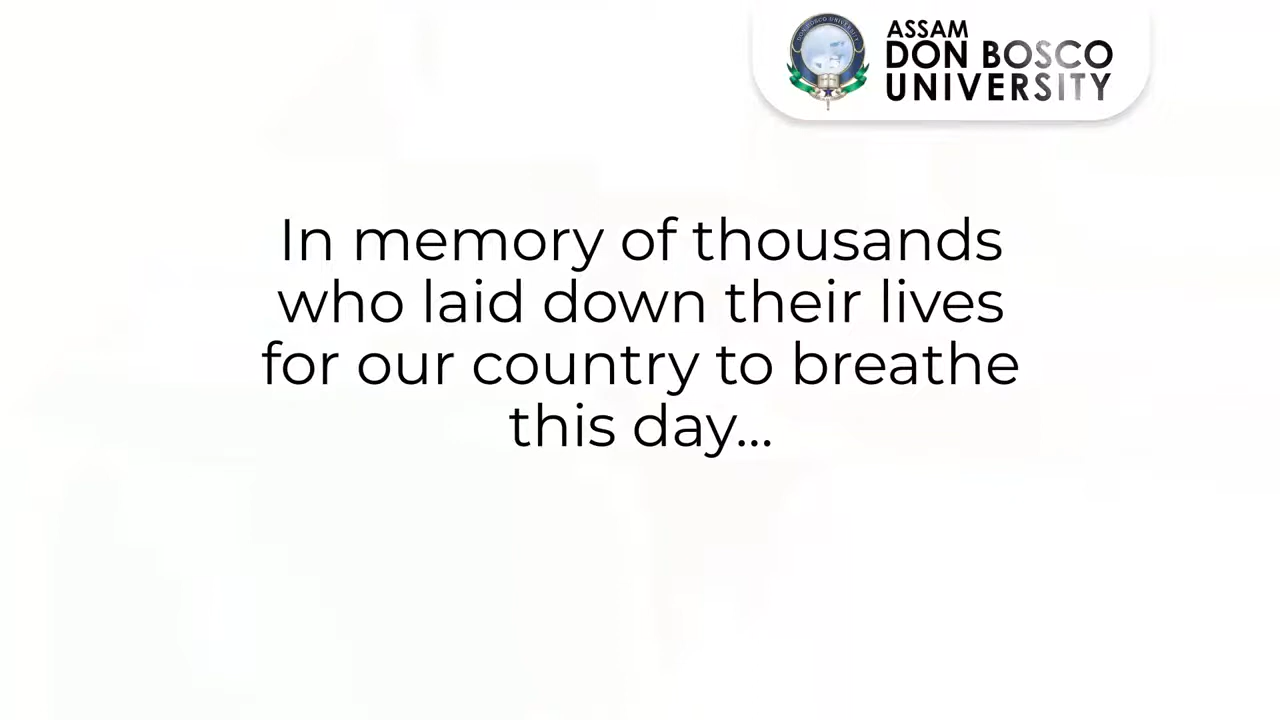 ASSAM
DON BOSCO
UNIVERSITY
In memory of thousands
who laid down their lives
for our country to breathe
this day...